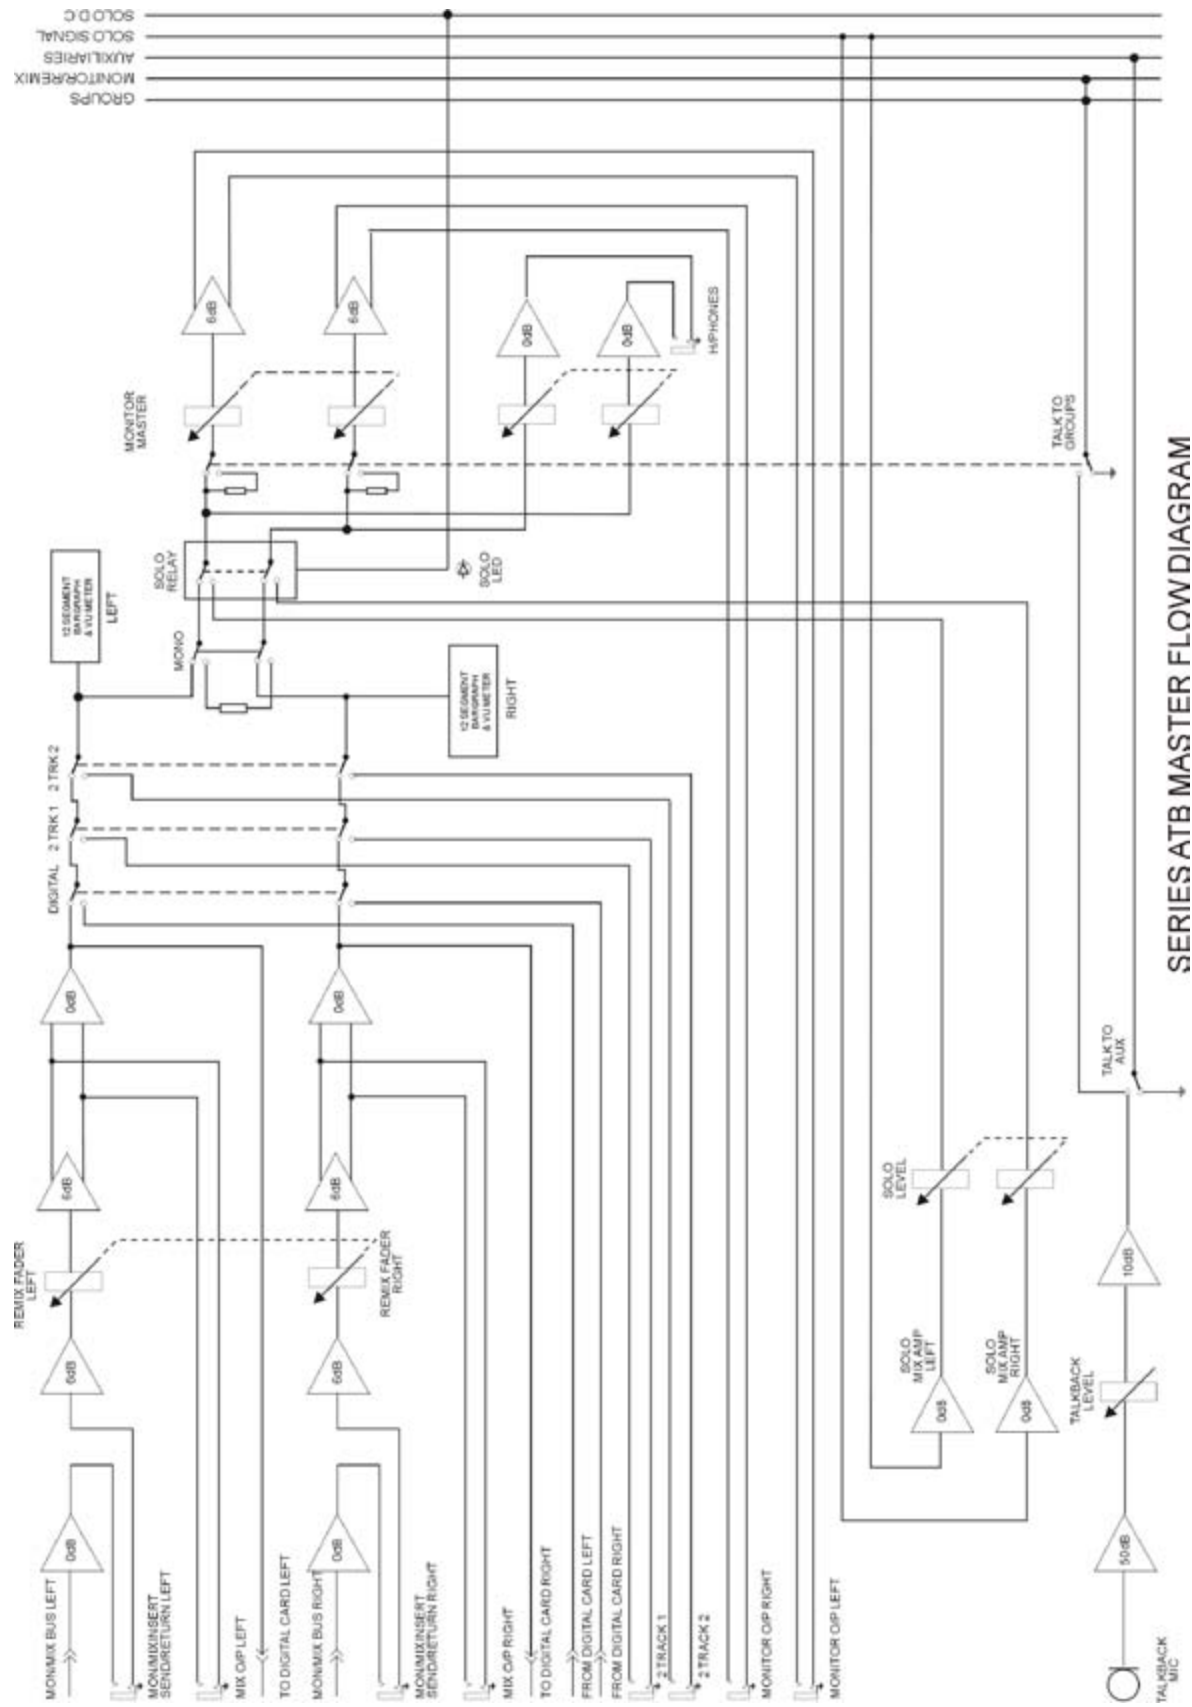 SOLO D.C
SOLO SIGNAL
AUXILIARIES
MONITOR/REMIX
GROUPS
6dB
6dB
0dB
0dB
H/PHONES
MONITOR
MASTER
TALK TO
GROUPS
SOLO
RELAY
SOLO
LED
12 SEGMENT
BARGRAPH
& VU METER
LEFT
MONO
12 SEGMENT
BARGRAPH
& VU METER
RIGHT
2 TRK 2
2 TRK 1
DIGITAL
0dB
0dB
TALK TO
AUX
6dB
6dB
SOLO
LEVEL
REMIX FADER
LEFT
REMIX FADER
RIGHT
10dB
6dB
6dB
SOLO
MIX AMP
LEFT
SOLO
MIX AMP
RIGHT
0dB
0dB
TALKBACK
LEVEL
0dB
0dB
50dB
MON/MIX BUS LEFT
MON/MIX INSERT
SEND/RETURN LEFT
MIX O/P LEFT
TO DIGITAL CARD LEFT
MON/MIX BUS RIGHT
MON/MIX INSERT
SEND/RETURN RIGHT
MIX O/P RIGHT
TO DIGITAL CARD RIGHT
FROM DIGITAL CARD LEFT
FROM DIGITAL CARD RIGHT
2 TRACK 1
2 TRACK 2
MONITOR O/P RIGHT
MONITOR O/P LEFT
TALKBACK
MIC
SERIES ATB MASTER FLOW DIAGRAM